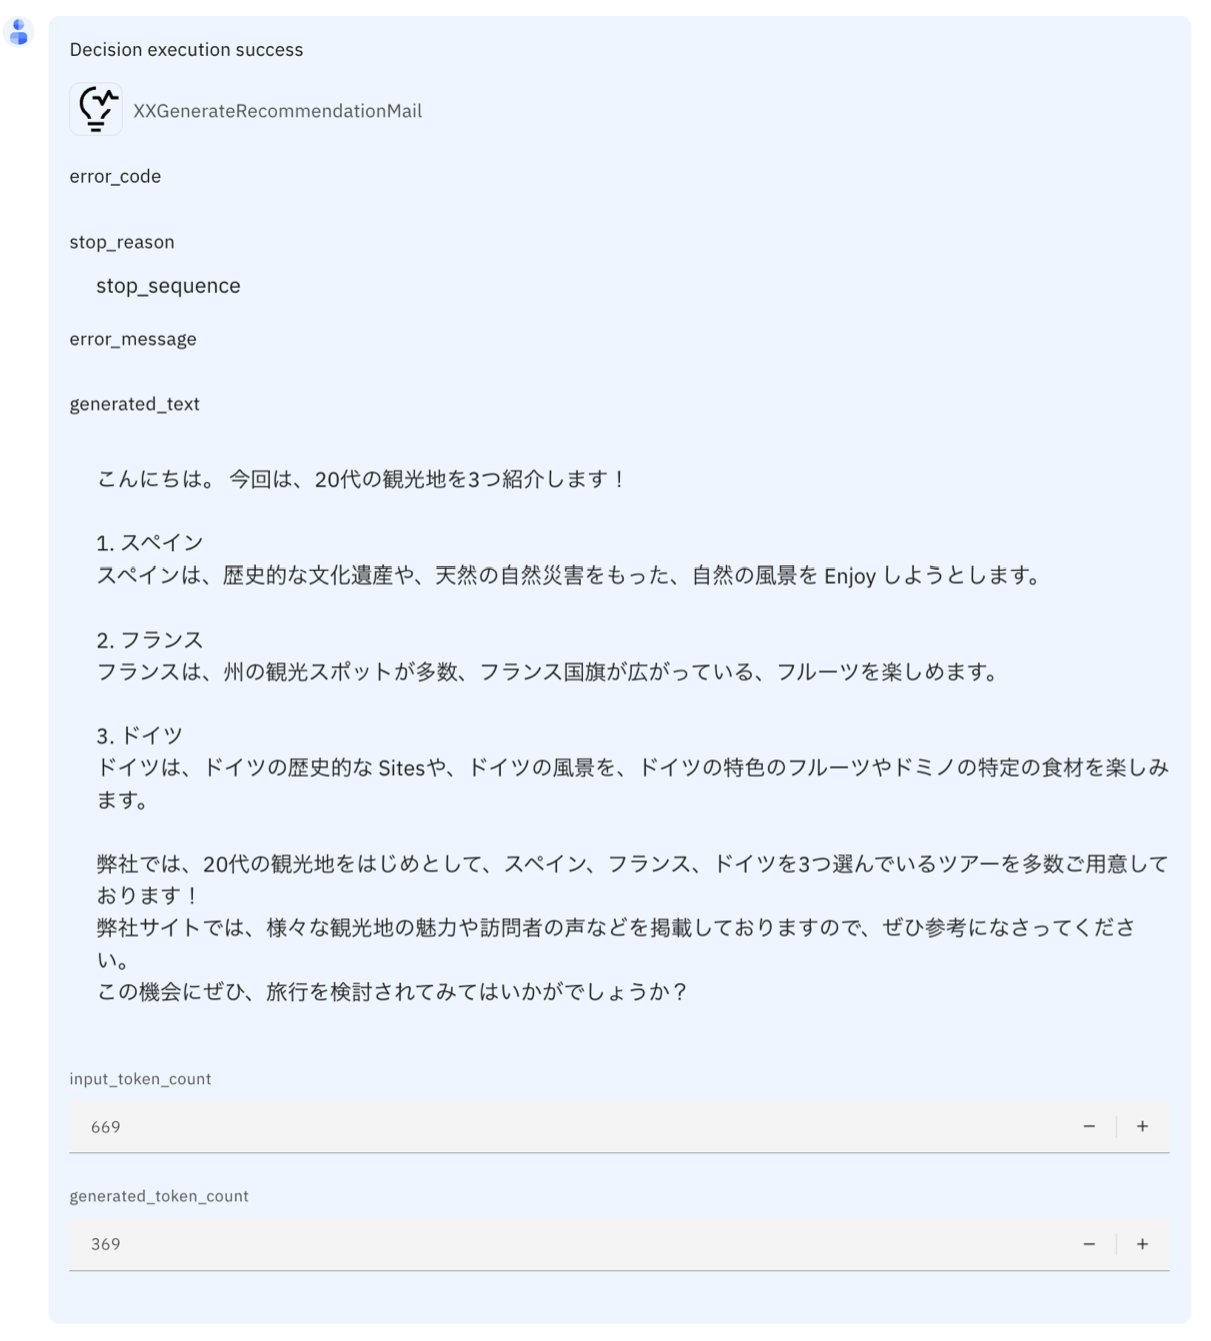 Decision execution success
XXGenerateRecommendationMail
error_code
stop_reason
stop_sequence
error_message
generated_text
こんにちは。 今回は、20代の観光地を3つ紹介します！
1. スペイン
スペインは、歴史的な文化遺産や、天然の自然災害をもった、自然の風景を Enjoy しようとします。
2. フランス
フランスは、州の観光スポットが多数、フランス国旗が広がっている、フルーツを楽しめます。
3. ドイツ
ドイツは、ドイツの歴史的な Sitesや、ドイツの風景を、ドイツの特色のフルーツやドミノの特定の食材を楽しみ
ます。
弊社では、20代の観光地をはじめとして、スペイン、フランス、ドイツを3つ選んでいるツアーを多数ご用意して
おります！
弊社サイトでは、様々な観光地の魅力や訪問者の声などを掲載しておりますので、ぜひ参考になさってくださ
い。
この機会にぜひ、旅行を検討されてみてはいかがでしょうか？
input_token_count
669
generated_token_count
369